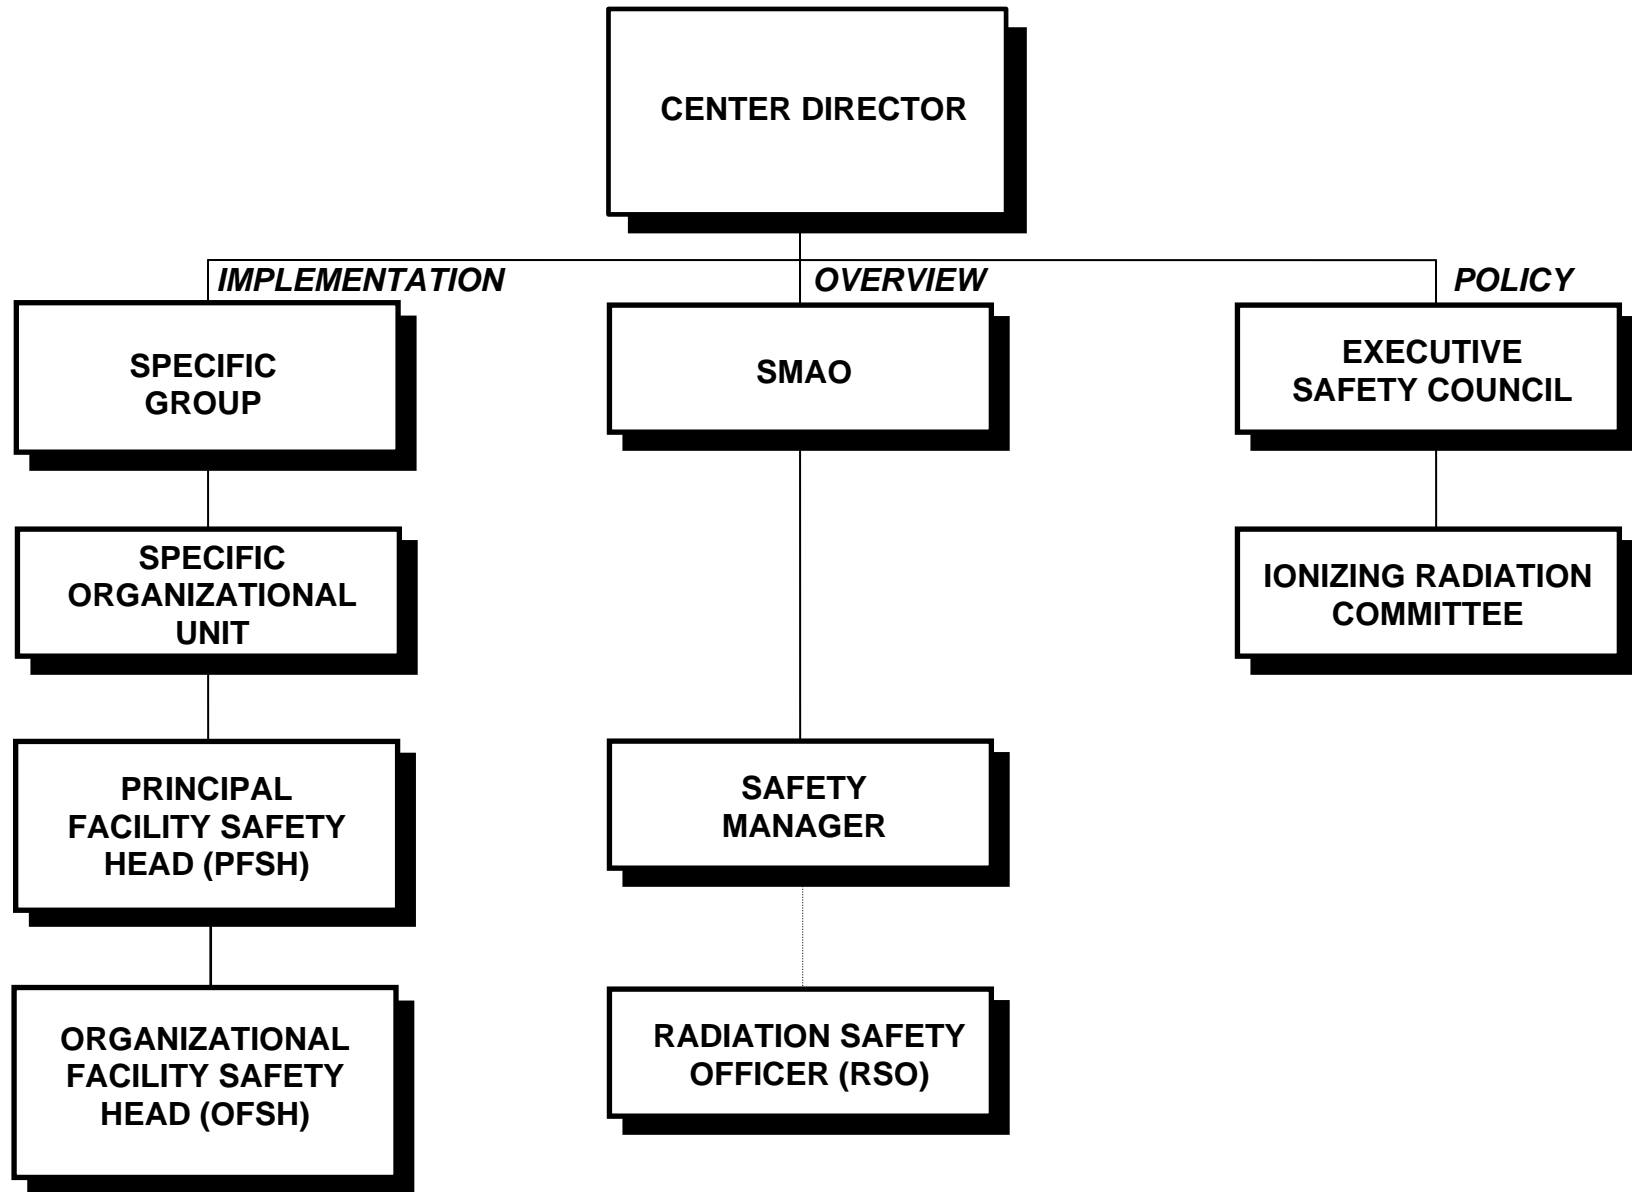 CENTER DIRECTOR
IMPLEMENTATION
OVERVIEW
POLICY
SPECIFIC
GROUP
SMAO
EXECUTIVE
SAFETY COUNCIL
SPECIFIC
ORGANIZATIONAL
UNIT
IONIZING RADIATION
COMMITTEE
PRINCIPAL
FACILITY SAFETY
HEAD (PFSH)
SAFETY
MANAGER
ORGANIZATIONAL
FACILITY SAFETY
HEAD (OFSH)
RADIATION SAFETY
OFFICER (RSO)